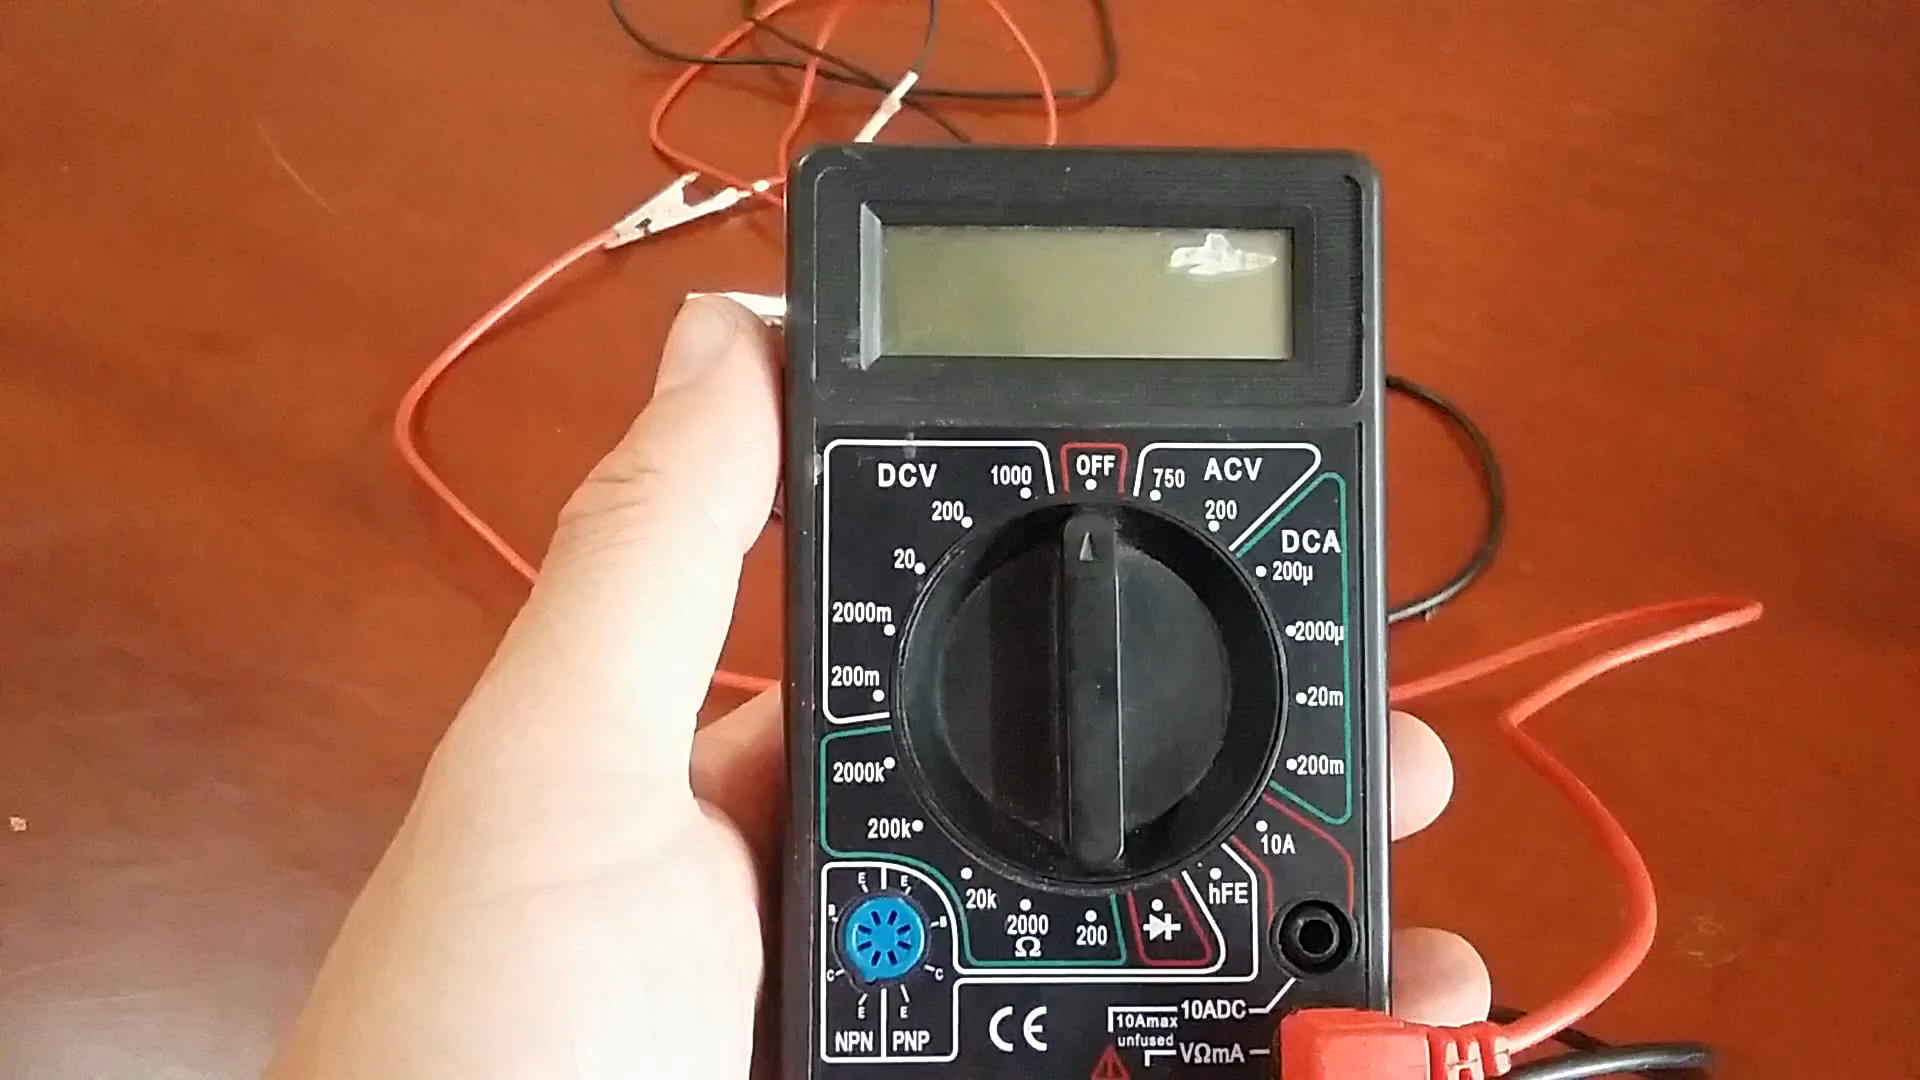 DCV
1000
OFF
750
ACV
200
200
20
2000m
200m
DCA
200µ
2000µ
20m
200m
10A
2000k
200k
20k
2000
Ω
200
hFE
E
E
B
B
C
C
E
E
NPN
PNP
CE
10Amax
unfused
10ADC
VΩmA